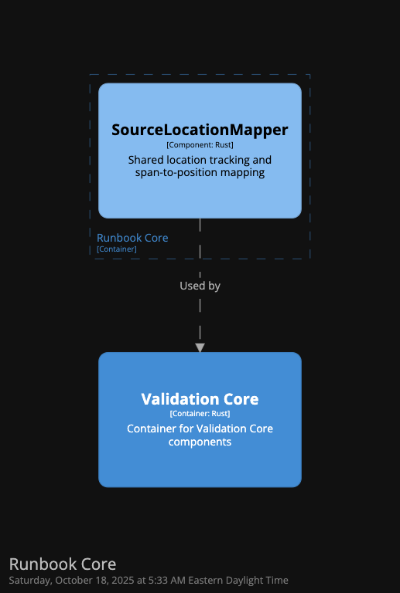 SourceLocationMapper
[Component: Rust]
Shared location tracking and
span-to-position mapping
Runbook Core
[Container]
Used by
Validation Core
[Container: Rust]
Container for Validation Core
components
Runbook Core
Saturday, October 18, 2025 at 5:33 AM Eastern Daylight Time